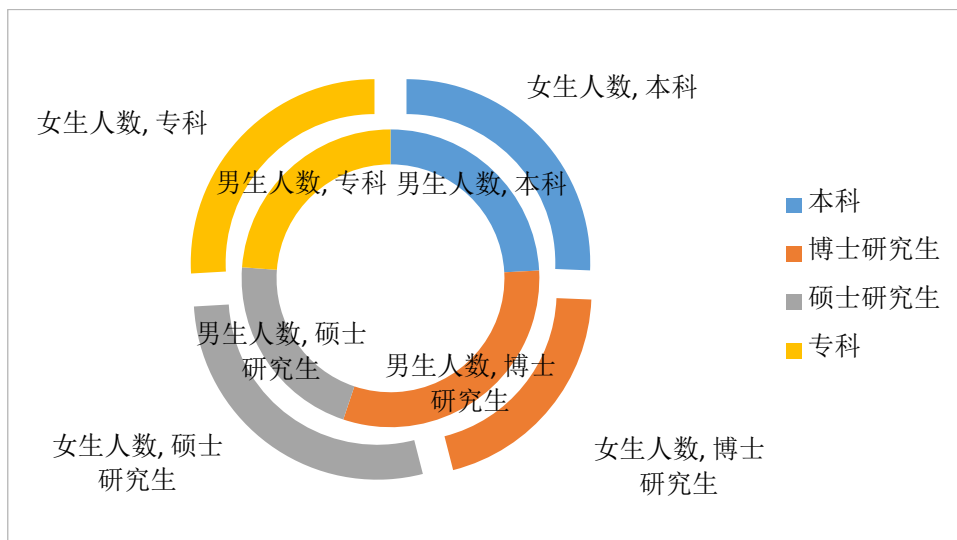 女生人数, 本科
女生人数, 专科
男生人数, 专科
男生人数, 本科
本科
博士研究生
硕士研究生
专科
男生人数, 硕士
研究生
男生人数, 博士
研究生
女生人数, 硕士
研究生
女生人数, 博士
研究生